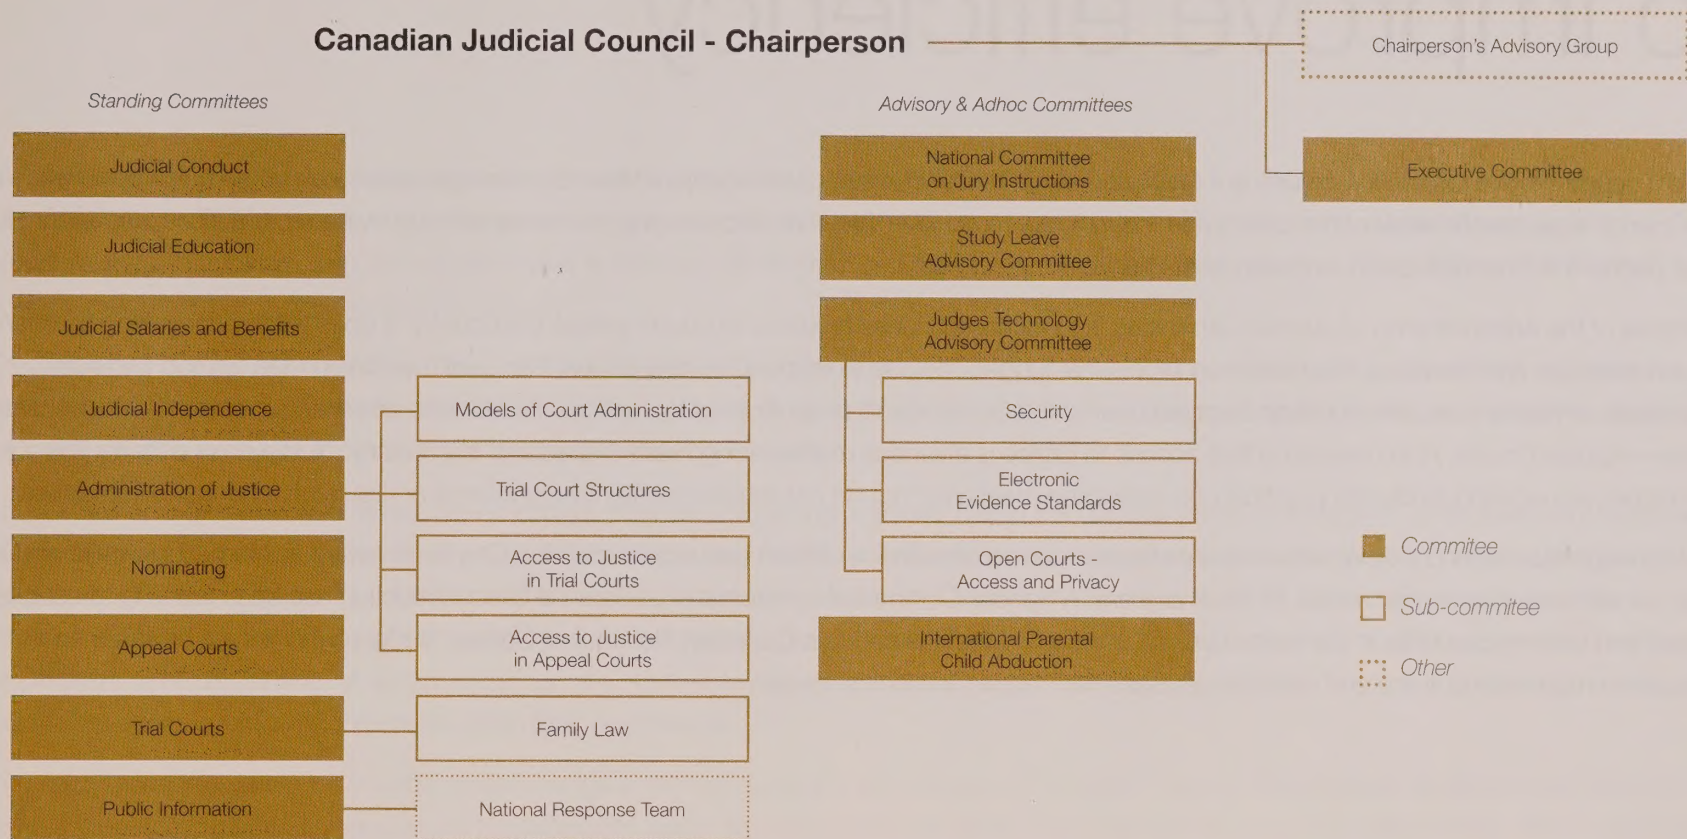 Canadian Judicial Council - Chairperson
Chairperson's Advisory Group
Executive Committee
Standing Committees
Judicial Conduct
Judicial Education
Judicial Salaries and Benefits
Judicial Independence
Administration of Justice
Nominating
Appeal Courts
Trial Courts
Public Information
Models of Court Administration
Trial Court Structures
Access to Justice
in Trial Courts
Access to Justice
in Appeal Courts
Family Law
National Response Team
Advisory & Adhoc Committees
National Committee
on Jury Instructions
Study Leave
Advisory Committee
Judges Technology
Advisory Committee
Security
Electronic
Evidence Standards
Open Courts -
Access and Privacy
International Parental
Child Abduction
Commitee
Sub-commitee
Other